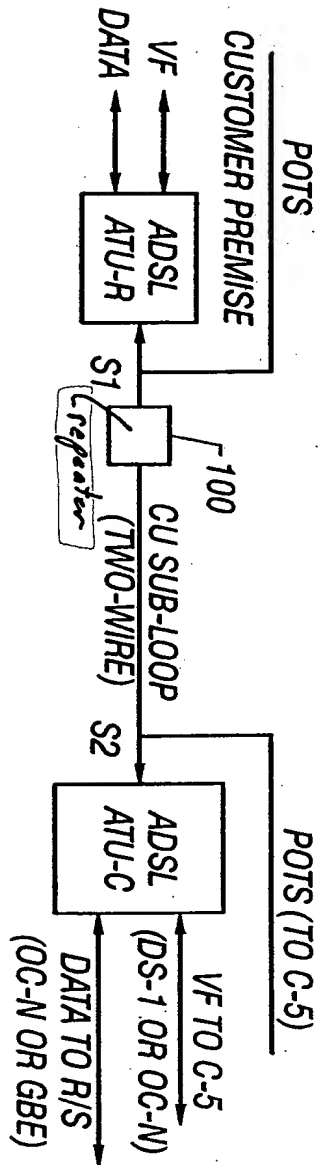 POTS
CUSTOMER PREMISE
VF
DATA
ADSL
ATU-R
S1
100
repeater
CU SUB-LOOP
(TWO-WIRE)
S2
POTS (TO C-5)
ADSL
ATU-C
VF TO C-5
(DS-1 OR OC-N)
DATA TO R/S
(OC-N OR GBE)